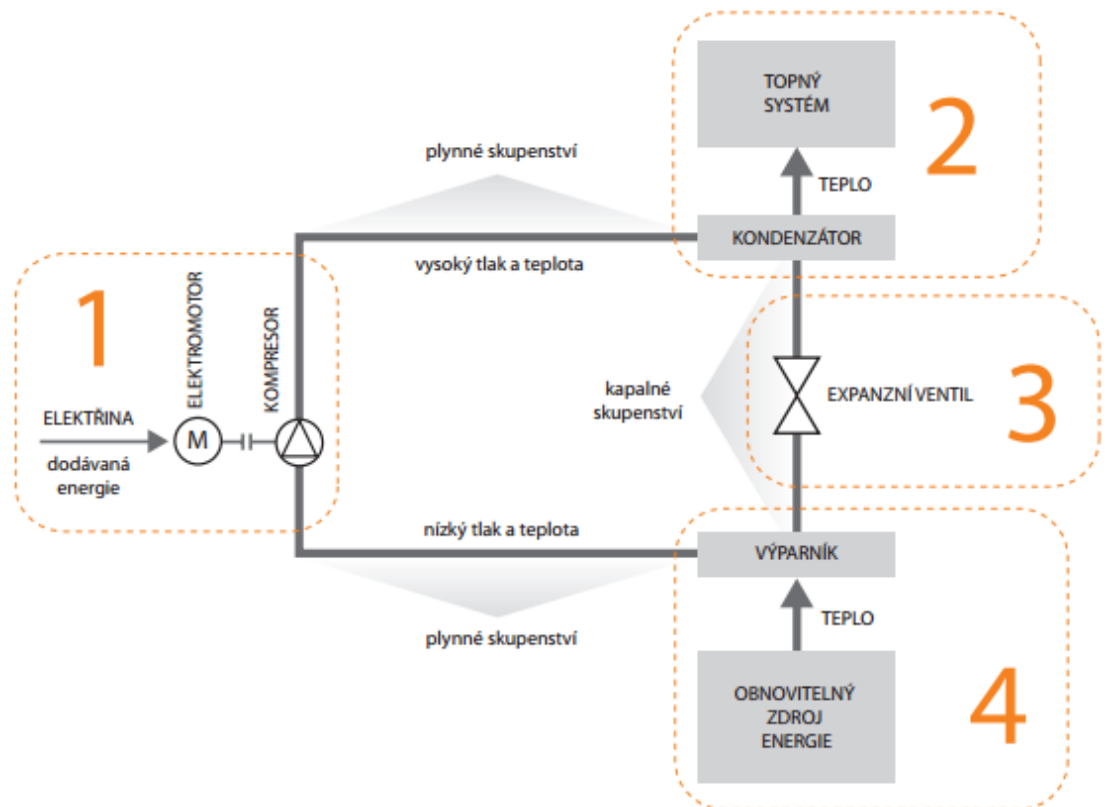 TOPNÝ
SYSTÉM
2
plynné skupenství
TEPLO
KONDENZÁTOR
vysoký tlak a teplota
1
ELEKTROMOTOR
KOMPRESOR
ELEKTŘINA
M
dodávaná
energie
kapalné
skupenství
EXPANZNÍ VENTIL
3
nízký tlak a teplota
VÝPARNÍK
plynné skupenství
TEPLO
OBNOVITELNÝ
ZDROJ
ENERGIE
4